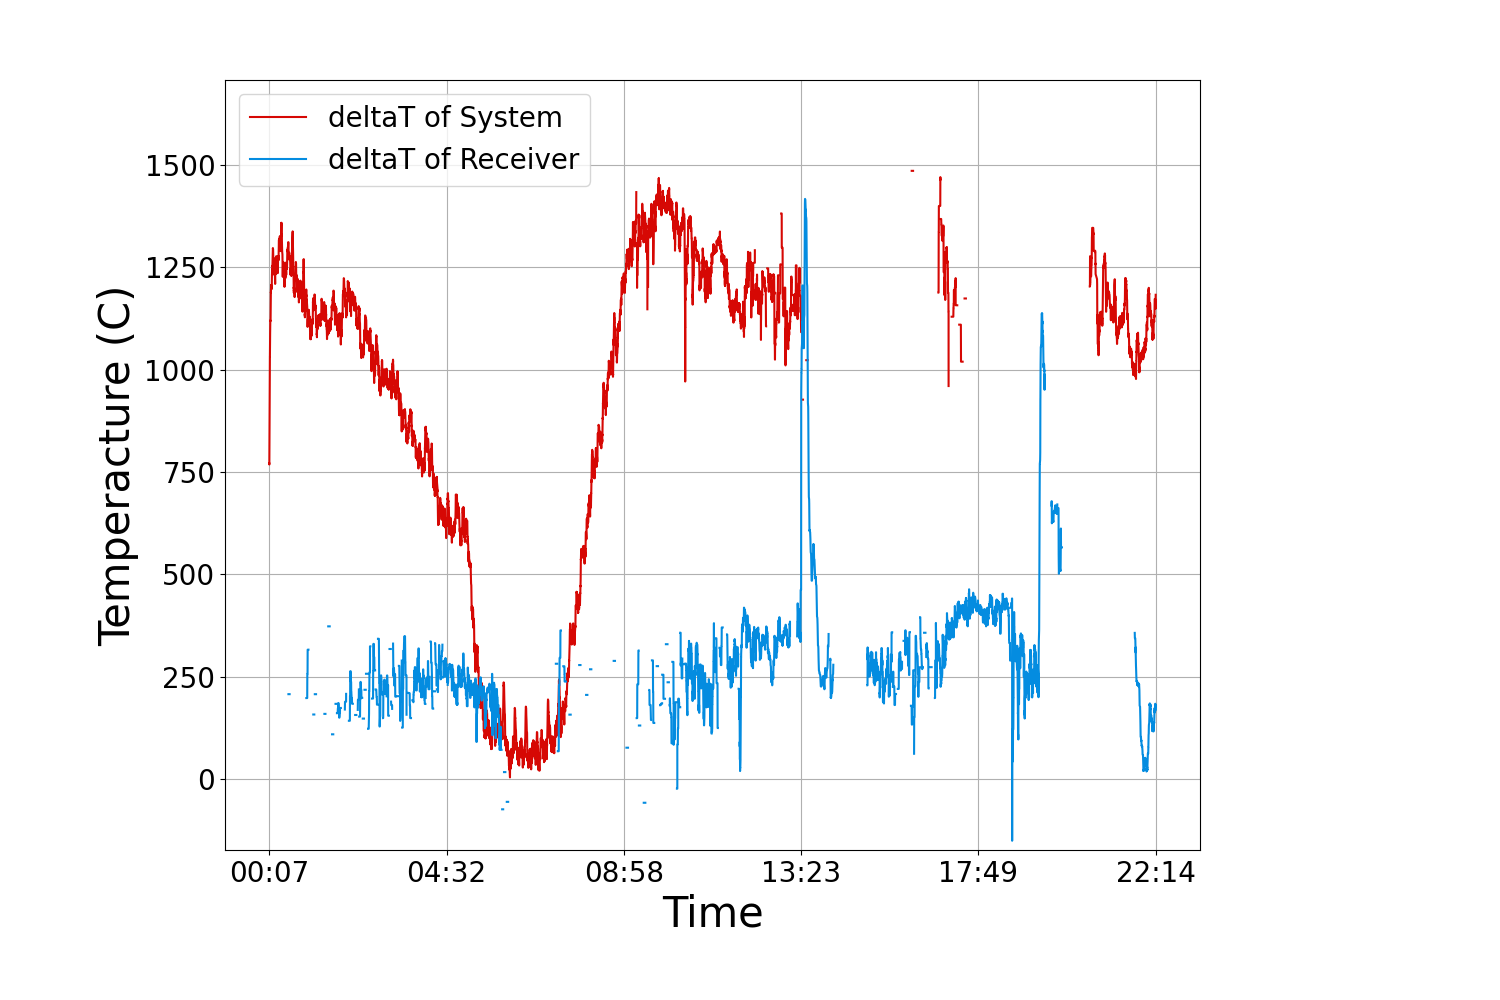 deltaT of System
deltaT of Receiver
1500
1250
1000
750
500
250
0
Temperacture (C)
00:07 04:32 08:58 13:23 17:49 22:14
Time